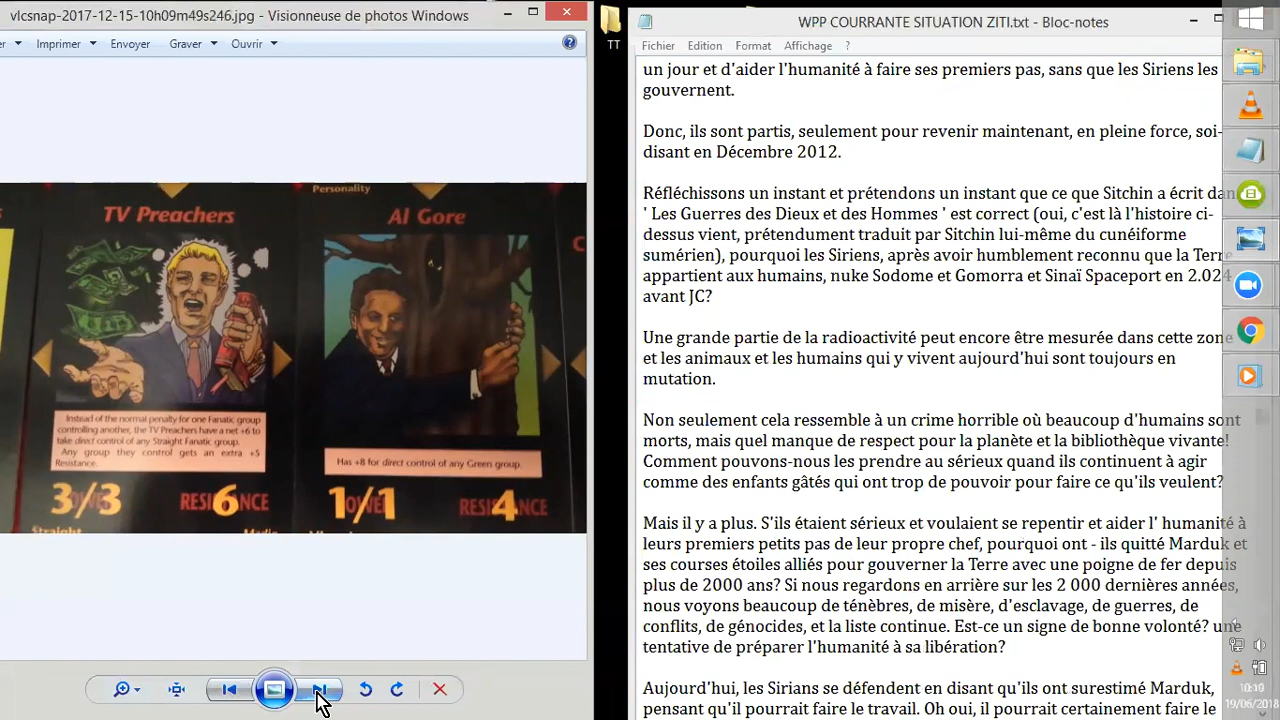 vlcsnap-2017-12-15-10h09m49s246.jpg - Visionneuse de photos Windows
Imprimer Envoyer Graver Ouvrir
TV Preachers
Instead of the normal penalty for one Fanatic group
controlling another, the TV Preachers have a net +6 to
take direct control of any Straight Fanatic group.
Any group they control gets an extra +5
Resistance.
3/3 RESISTANCE 6
Straight
Personality
Al Gore
Has +8 for direct control of any Green group.
1/1 RESISTANCE 4
TT
WPP COURRANTE SITUATION ZITI.txt - Bloc-notes
Fichier Edition Format Affichage ?
un jour et d'aider l'humanité à faire ses premiers pas, sans que les Siriens les
gouvernent.
Donc, ils sont partis, seulement pour revenir maintenant, en pleine force, soi-
disant en Décembre 2012.
Réfléchissons un instant et prétendons un instant que ce que Sitchin a écrit dan
' Les Guerres des Dieux et des Hommes ' est correct (oui, c'est là l'histoire ci-
dessus vient, prétendument traduit par Sitchin lui-même du cunéiforme
sumérien), pourquoi les Siriens, après avoir humblement reconnu que la Terre
appartient aux humains, nuke Sodome et Gomorra et Sinaï Spaceport en 2.024
avant JC?
Une grande partie de la radioactivité peut encore être mesurée dans cette zone
et les animaux et les humains qui y vivent aujourd'hui sont toujours en
mutation.
Non seulement cela ressemble à un crime horrible où beaucoup d'humains sont
morts, mais quel manque de respect pour la planète et la bibliothèque vivante!
Comment pouvons-nous les prendre au sérieux quand ils continuent à agir
comme des enfants gâtés qui ont trop de pouvoir pour faire ce qu'ils veulent?
Mais il y a plus. S'ils étaient sérieux et voulaient se repentir et aider l' humanité à
leurs premiers petits pas de leur propre chef, pourquoi ont - ils quitté Marduk et
ses courses étoiles alliés pour gouverner la Terre avec une poigne de fer depuis
plus de 2000 ans? Si nous regardons en arrière sur les 2 000 dernières années,
nous voyons beaucoup de ténèbres, de misère, d'esclavage, de guerres, de
conflits, de génocides, et la liste continue. Est-ce un signe de bonne volonté? une
tentative de préparer l'humanité à sa libération?
Aujourd'hui, les Sirians se défendent en disant qu'ils ont surestimé Marduk,
pensant qu'il pourrait faire le travail. Oh oui, il pourrait certainement faire le
10:10
19/06/2018